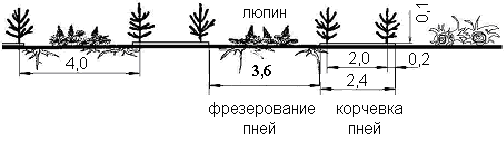 люпин
0,1
4,0
3,6
2,0
0,2
2,4
фрезерование
пней
корчевка
пней